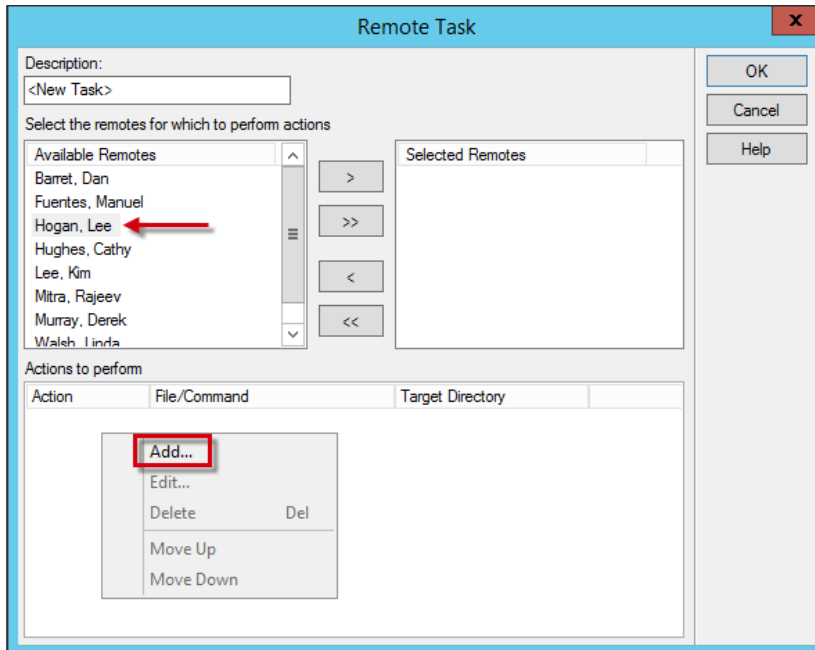 Remote Task
x
Description:
<New Task>
Select the remotes for which to perform actions
Available Remotes
Barret, Dan
Fuentes, Manuel
Hogan, Lee
Hughes, Cathy
Lee, Kim
Mitra, Rajeev
Murray, Derek
Walsh, Linda
>
>>
<
<<
Selected Remotes
OK
Cancel
Help
Actions to perform
Action File/Command Target Directory
Add...
Edit...
Delete Del
Move Up
Move Down